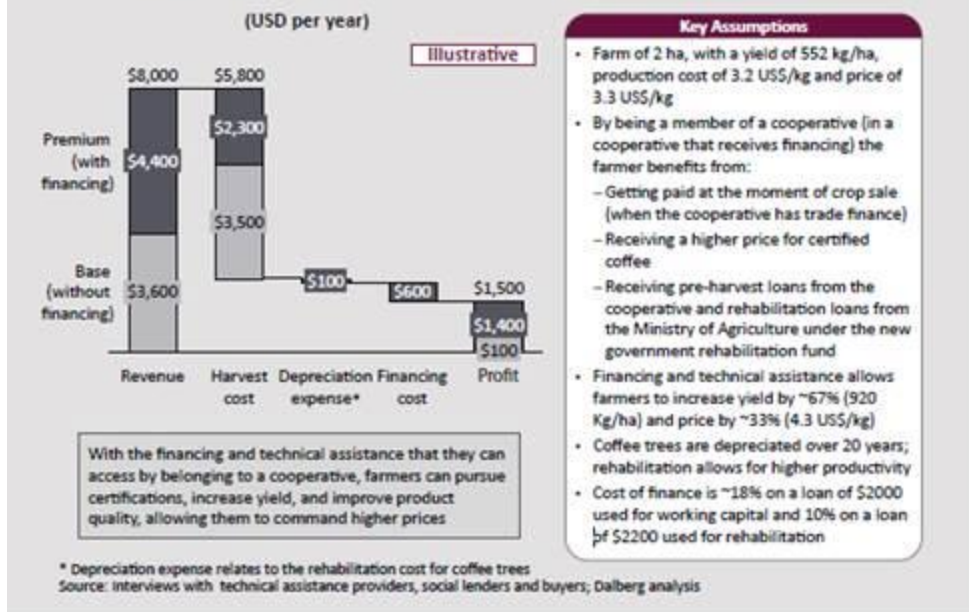 (USD per year)
Illustrative
$8,000
$5,800
Premium
(with
financing)
$4,400
$2,300
$3,500
Base
(without
financing)
$3,600
$100
$600
$1,500
$1,400
$100
Revenue
Harvest
cost
Depreciation
expense*
Financing
cost
Profit
With the financing and technical assistance that they can
access by belonging to a cooperative, farmers can pursue
certifications, increase yield, and improve product
quality, allowing them to command higher prices
Key Assumptions
• Farm of 2 ha, with a yield of 552 kg/ha,
production cost of 3.2 US$/kg and price of
3.3 US$/kg
• By being a member of a cooperative (in a
cooperative that receives financing) the
farmer benefits from:
– Getting paid at the moment of crop sale
(when the cooperative has trade finance)
– Receiving a higher price for certified
coffee
– Receiving pre-harvest loans from the
cooperative and rehabilitation loans from
the Ministry of Agriculture under the new
government rehabilitation fund
• Financing and technical assistance allows
farmers to increase yield by ~67% (920
Kg/ha) and price by ~33% (4.3 US$/kg)
• Coffee trees are depreciated over 20 years;
rehabilitation allows for higher productivity
• Cost of finance is ~18% on a loan of $2000
used for working capital and 10% on a loan
of $2200 used for rehabilitation
* Depreciation expense relates to the rehabilitation cost for coffee trees
Source: Interviews with technical assistance providers, social lenders and buyers; Dalberg analysis